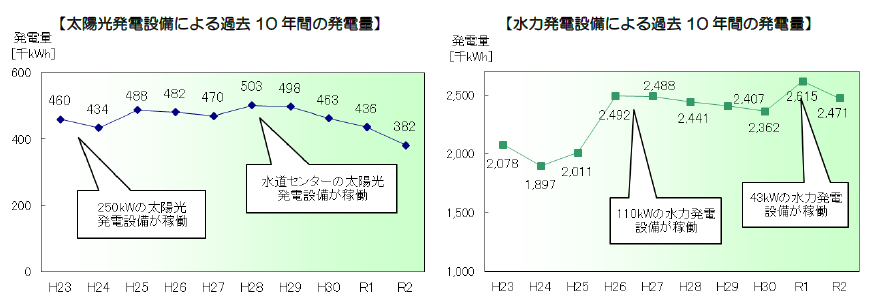 【太陽光発電設備による過去 10 年間の発電量】
発電量
[千kWh]
600
400
200
0
460
434
488
482
470
503
498
463
436
382
250kWの太陽光
発電設備が稼働
水道センターの太陽光
発電設備が稼働
H23 H24 H25 H26 H27 H28 H29 H30 R1 R2
【水力発電設備による過去 10 年間の発電量】
発電量
[千kWh]
2,500
2,000
1,500
1,000
2,078
1,897
2,011
2,492
2,488
2,441
2,407
2,362
2,615
2,471
110kWの水力発電
設備が稼働
43kWの水力発電
設備が稼働
H23 H24 H25 H26 H27 H28 H29 H30 R1 R2